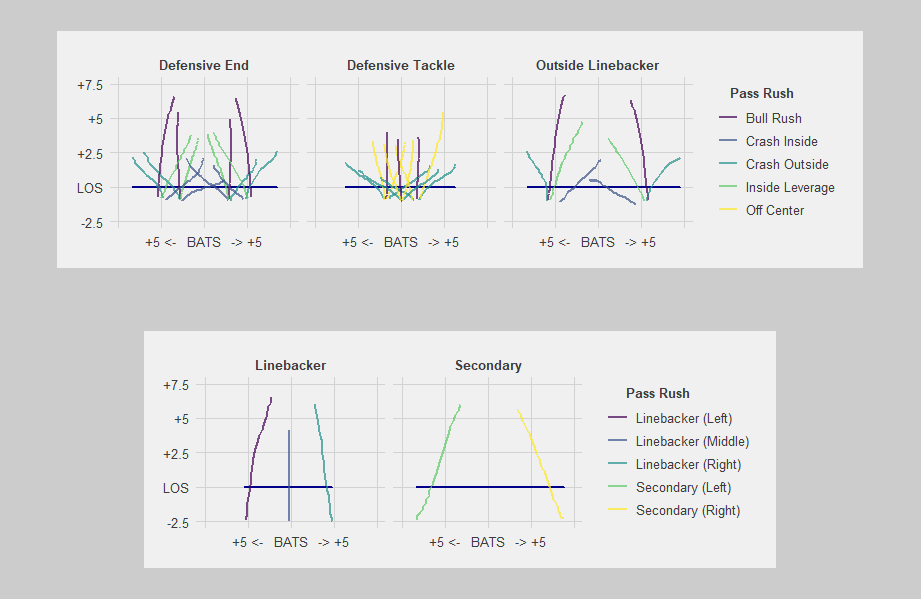 Defensive End
Defensive Tackle
Outside Linebacker
+7.5
+5
+2.5
LOS
-2.5
+5 <- BATS -> +5
+5 <- BATS -> +5
+5 <- BATS -> +5
Pass Rush
Bull Rush
Crash Inside
Crash Outside
Inside Leverage
Off Center
Linebacker
Secondary
+7.5
+5
+2.5
LOS
-2.5
+5 <- BATS -> +5
+5 <- BATS -> +5
Pass Rush
Linebacker (Left)
Linebacker (Middle)
Linebacker (Right)
Secondary (Left)
Secondary (Right)